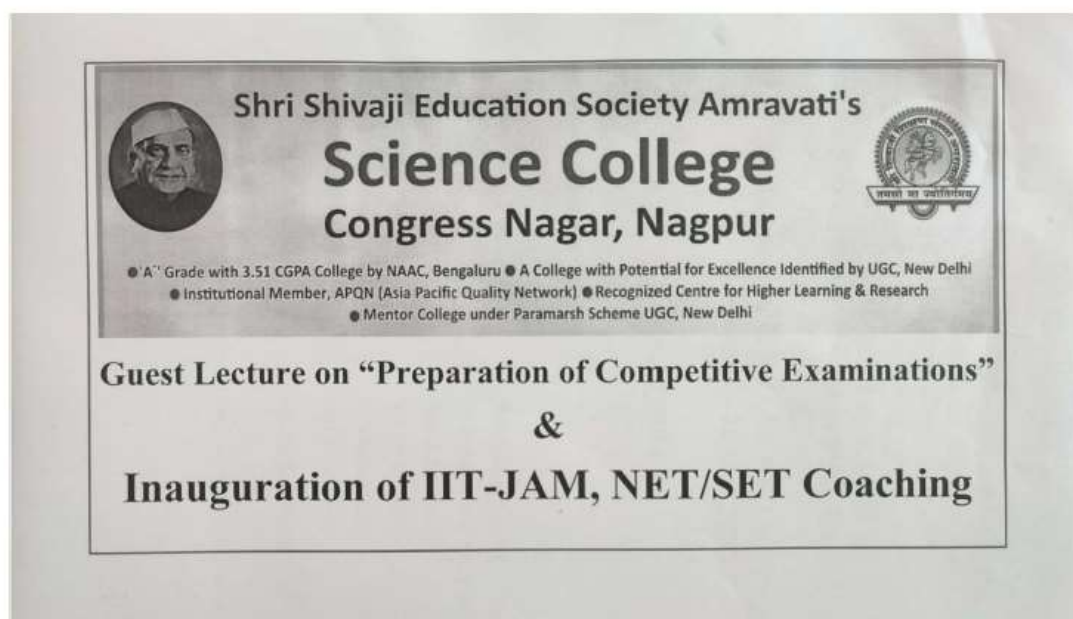 Shri Shivaji Education Society Amravati's
Science College
Congress Nagar, Nagpur
तमसो मा ज्योतिर्गमय
● 'A+' Grade with 3.51 CGPA College by NAAC, Bengaluru ● A College with Potential for Excellence Identified by UGC, New Delhi
● Institutional Member, APQN (Asia Pacific Quality Network) ● Recognized Centre for Higher Learning & Research
● Mentor College under Paramarsh Scheme UGC, New Delhi
Guest Lecture on “Preparation of Competitive Examinations”
&
Inauguration of IIT-JAM, NET/SET Coaching